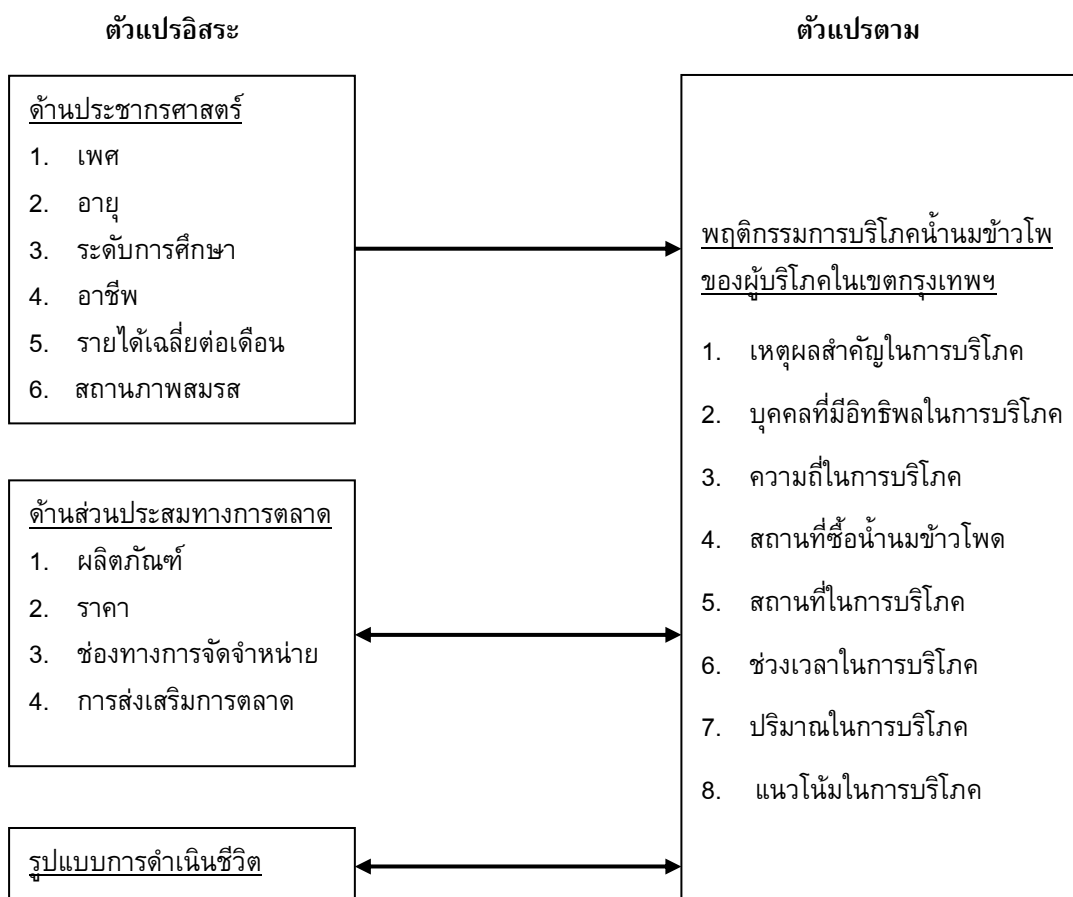 ตัวแปรอิสระ
ตัวแปรตาม
ด้านประชากรศาสตร์
1. เพศ
2. อายุ
3. ระดับการศึกษา
4. อาชีพ
5. รายได้เฉลี่ยต่อเดือน
6. สถานภาพสมรส
ด้านส่วนประสมทางการตลาด
1. ผลิตภัณฑ์
2. ราคา
3. ช่องทางการจัดจำหน่าย
4. การส่งเสริมการตลาด
รูปแบบการดำเนินชีวิต
พฤติกรรมการบริโภคน้ำนมข้าวโพ
ของผู้บริโภคในเขตกรุงเทพฯ
1. เหตุผลสำคัญในการบริโภค
2. บุคคลที่มีอิทธิพลในการบริโภค
3. ความถี่ในการบริโภค
4. สถานที่ซื้อน้ำนมข้าวโพด
5. สถานที่ในการบริโภค
6. ช่วงเวลาในการบริโภค
7. ปริมาณในการบริโภค
8. แนวโน้มในการบริโภค